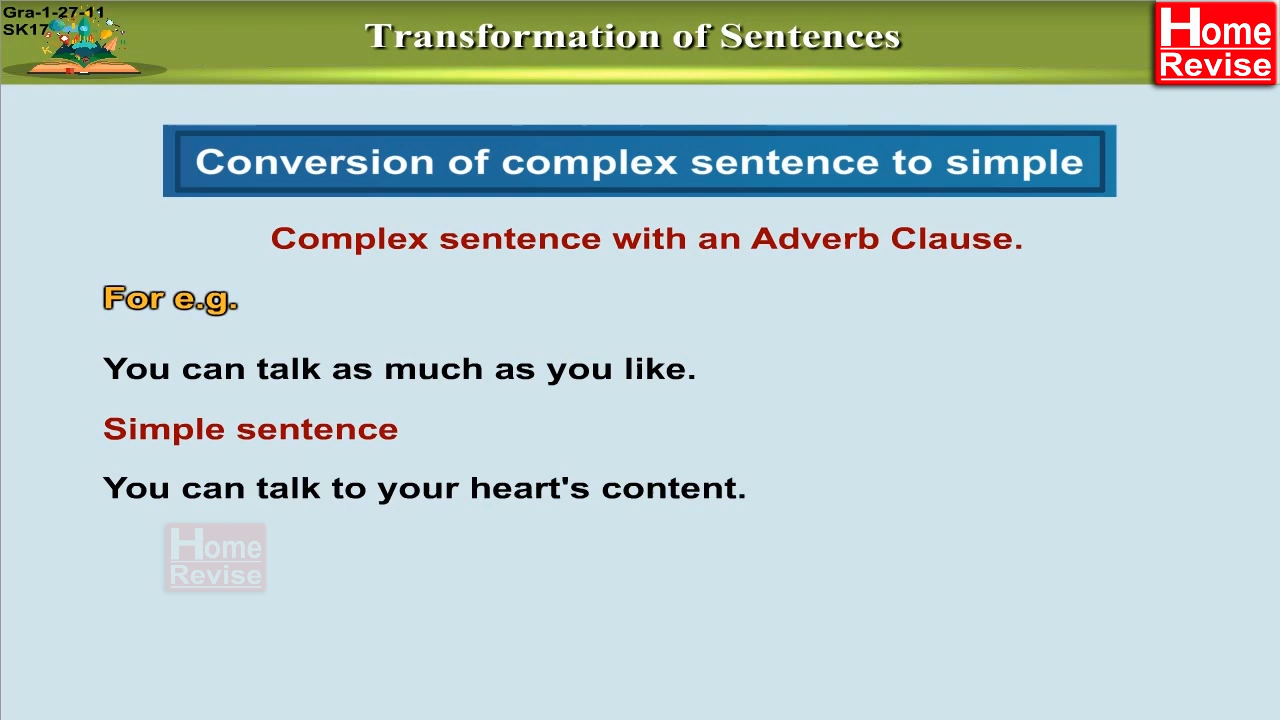 Gra-1-27-11
SK17
Transformation of Sentences
Home
Revise
Conversion of complex sentence to simple
Complex sentence with an Adverb Clause.
For e.g.
You can talk as much as you like.
Simple sentence
You can talk to your heart's content.
Home
Revise